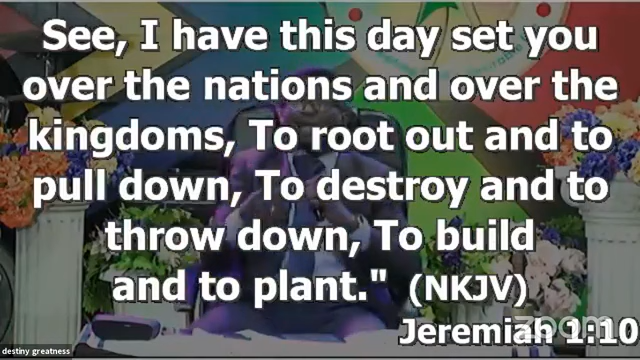 See, I have this day set you
over the nations and over the
kingdoms, To root out and to
pull down, To destroy and to
throw down, To build
and to plant." (NKJV)
zoom
Jeremiah 1:10
destiny greatness